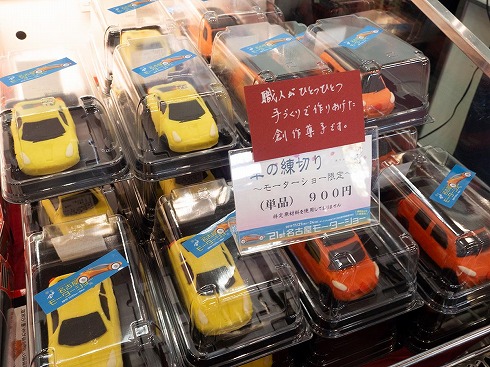 職人がひとつひとつ
手づくりで作りあげた
創作菓子です。
車の練切り
～モーターショー限定～
(単品) 900円
名古屋モーターショー